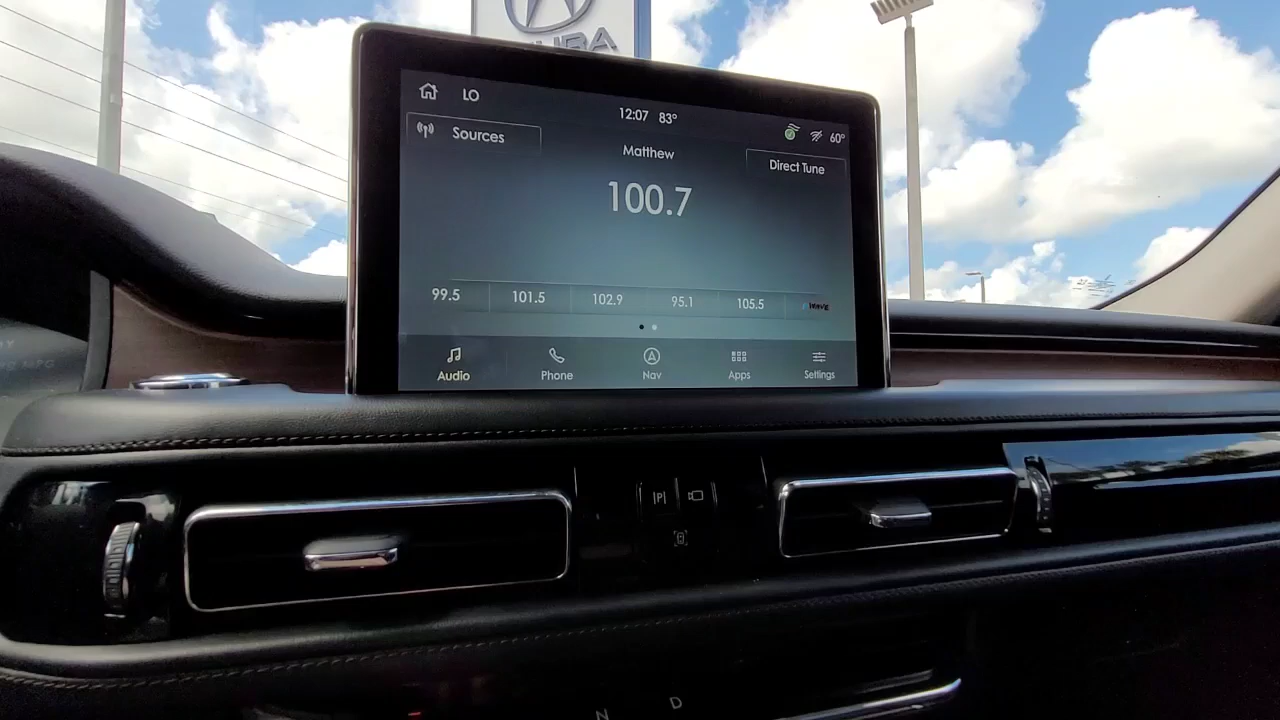 LO
12:07 83°
60°
Sources
Matthew
Direct Tune
100.7
99.5 101.5 102.9 95.1 105.5
Audio Phone Nav Apps Settings
P
N D